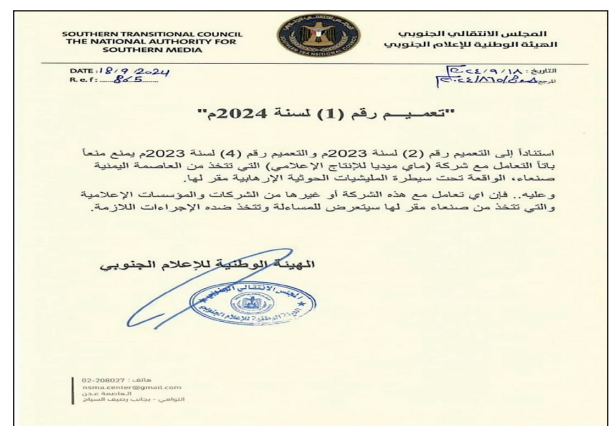 SOUTHERN TRANSITIONAL COUNCIL
THE NATIONAL AUTHORITY FOR
SOUTHERN MEDIA
المجلس الانتقالي الجنوبي
الهيئة الوطنية للإعلام الجنوبي
DATE: 18/9/2024
R.e.f: 865
التاريخ: ٢٠٢٤/٩/١٨
"تعميم رقم (1) لسنة 2024م"
استناداً إلى التعميم رقم (2) لسنة 2023م والتعميم رقم (4) لسنة 2023م يمنع منعاً
باتاً التعامل مع شركة (ماي ميديا للإنتاج الإعلامي) التي تتخذ من العاصمة اليمنية
صنعاء، الواقعة تحت سيطرة المليشيات الحوثية الإرهابية مقر لها.
وعليه.. فإن اي تعامل مع هذه الشركة أو غيرها من الشركات والمؤسسات الإعلامية
والتي تتخذ من صنعاء مقر لها سيتعرض للمساءلة وتتخذ ضده الإجراءات اللازمة.
الهيئة الوطنية للإعلام الجنوبي
هاتف : 02-208027
nsma.center@gmail.com
العاصمة عدن
التواهي - بجانب رصيف السياح